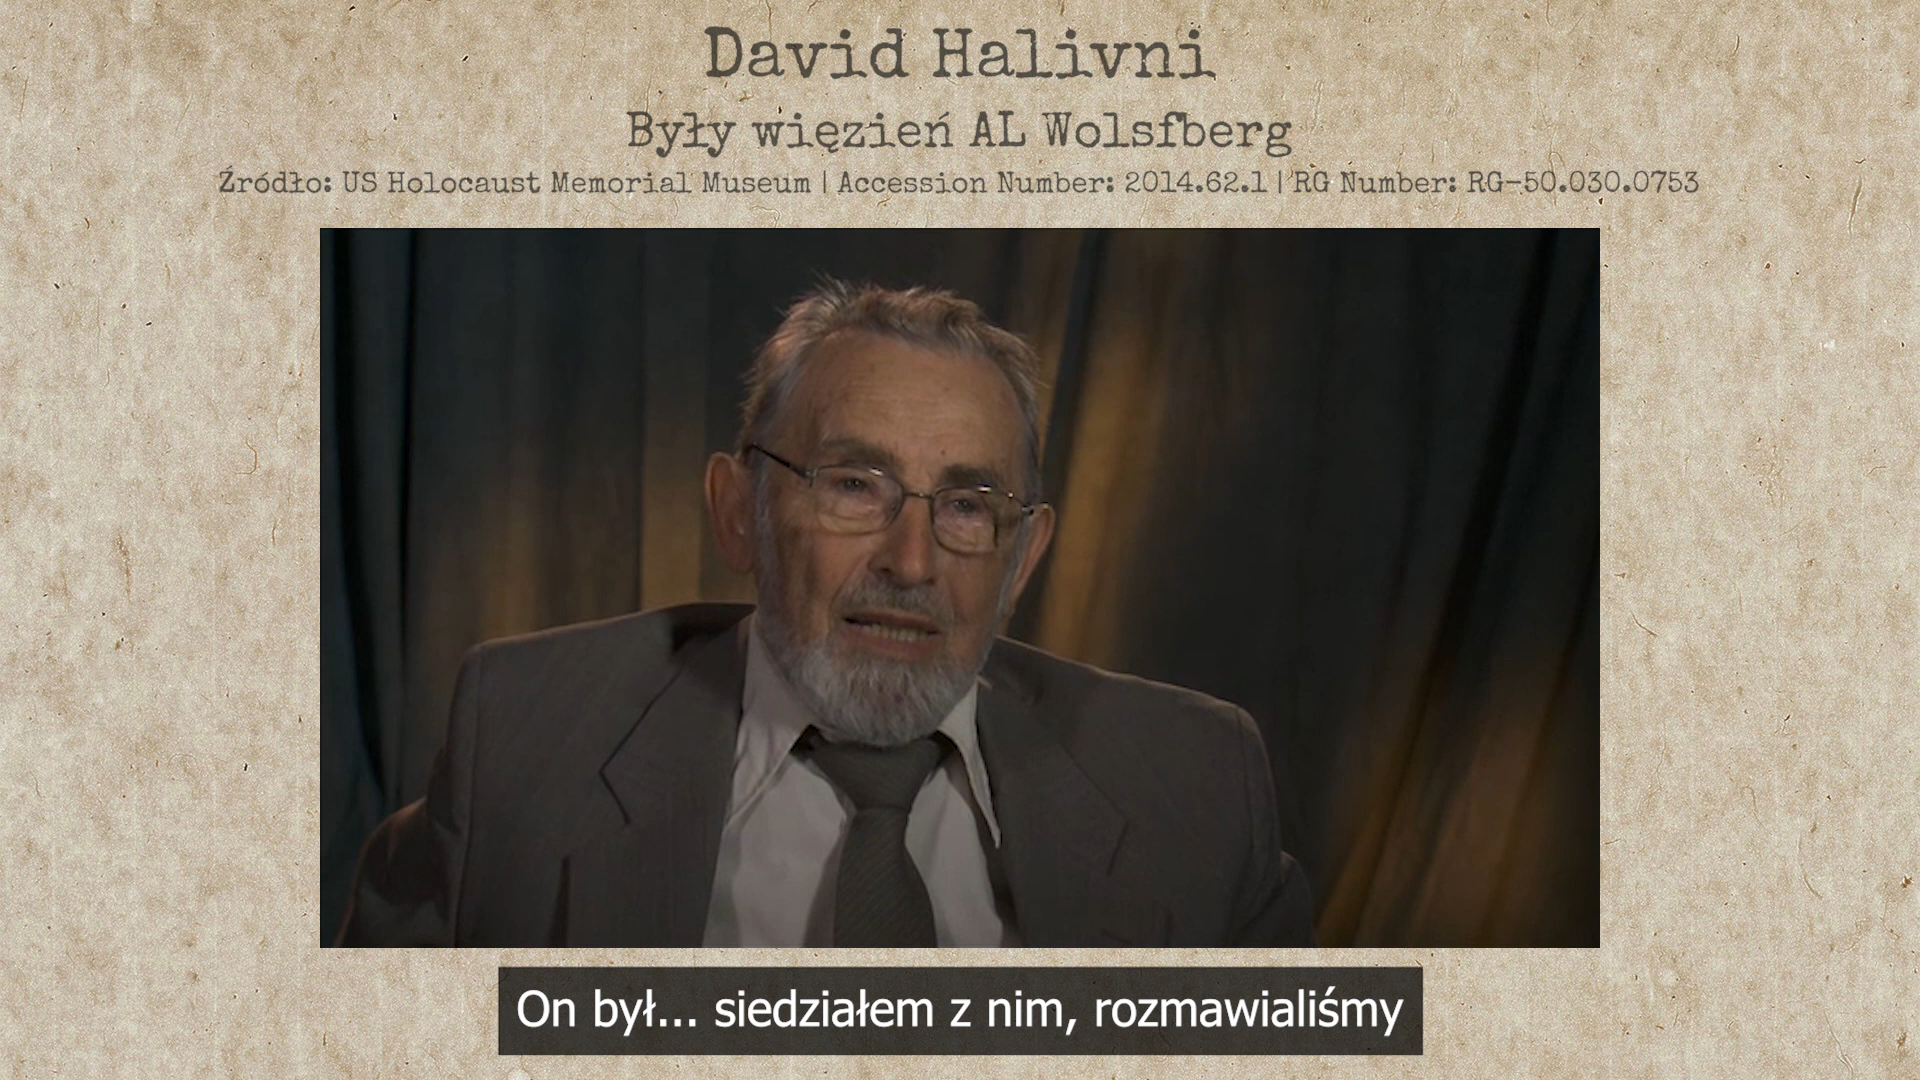 David Halivni
Były więzień AL Wolsfberg
Źródło: US Holocaust Memorial Museum | Accession Number: 2014.62.1 | RG Number: RG-50.030.0753
On był... siedziałem z nim, rozmawialiśmy